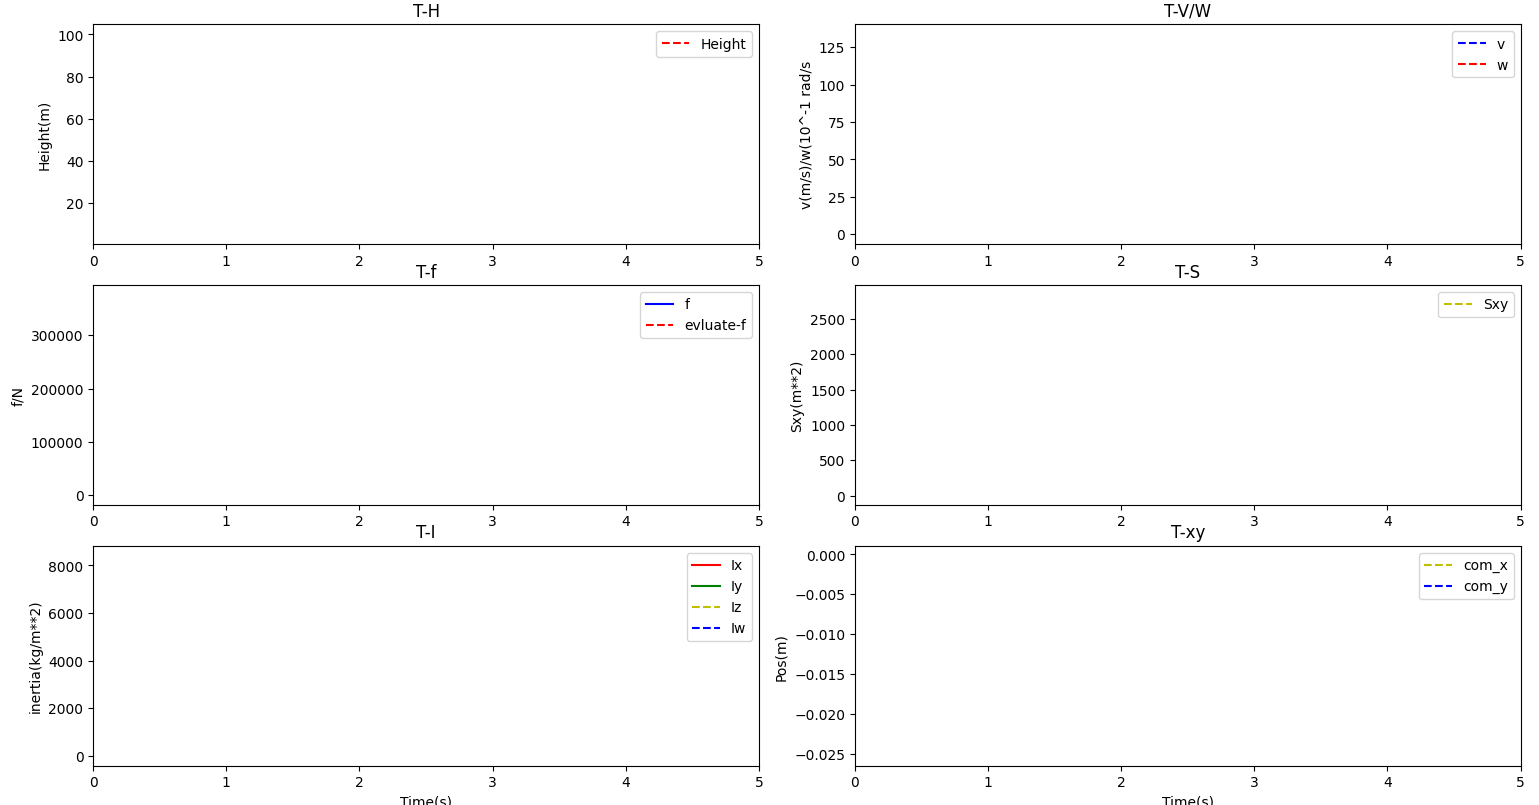 T-H
100
80
60
40
20
Height(m)
Height
0 1 2 3 4 5
T-V/W
125
100
75
50
25
0
v(m/s)/w(10^-1 rad/s
v
w
0 1 2 3 4 5
T-f
300000
200000
100000
0
f/N
f
evluate-f
0 1 2 3 4 5
T-S
2500
2000
1500
1000
500
0
Sxy(m**2)
Sxy
0 1 2 3 4 5
T-I
8000
6000
4000
2000
0
inertia(kg/m**2)
Ix
Iy
Iz
Iw
0 1 2 3 4 5
Time(s)
T-xy
0.000
−0.005
−0.010
−0.015
−0.020
−0.025
Pos(m)
com_x
com_y
0 1 2 3 4 5
Time(s)